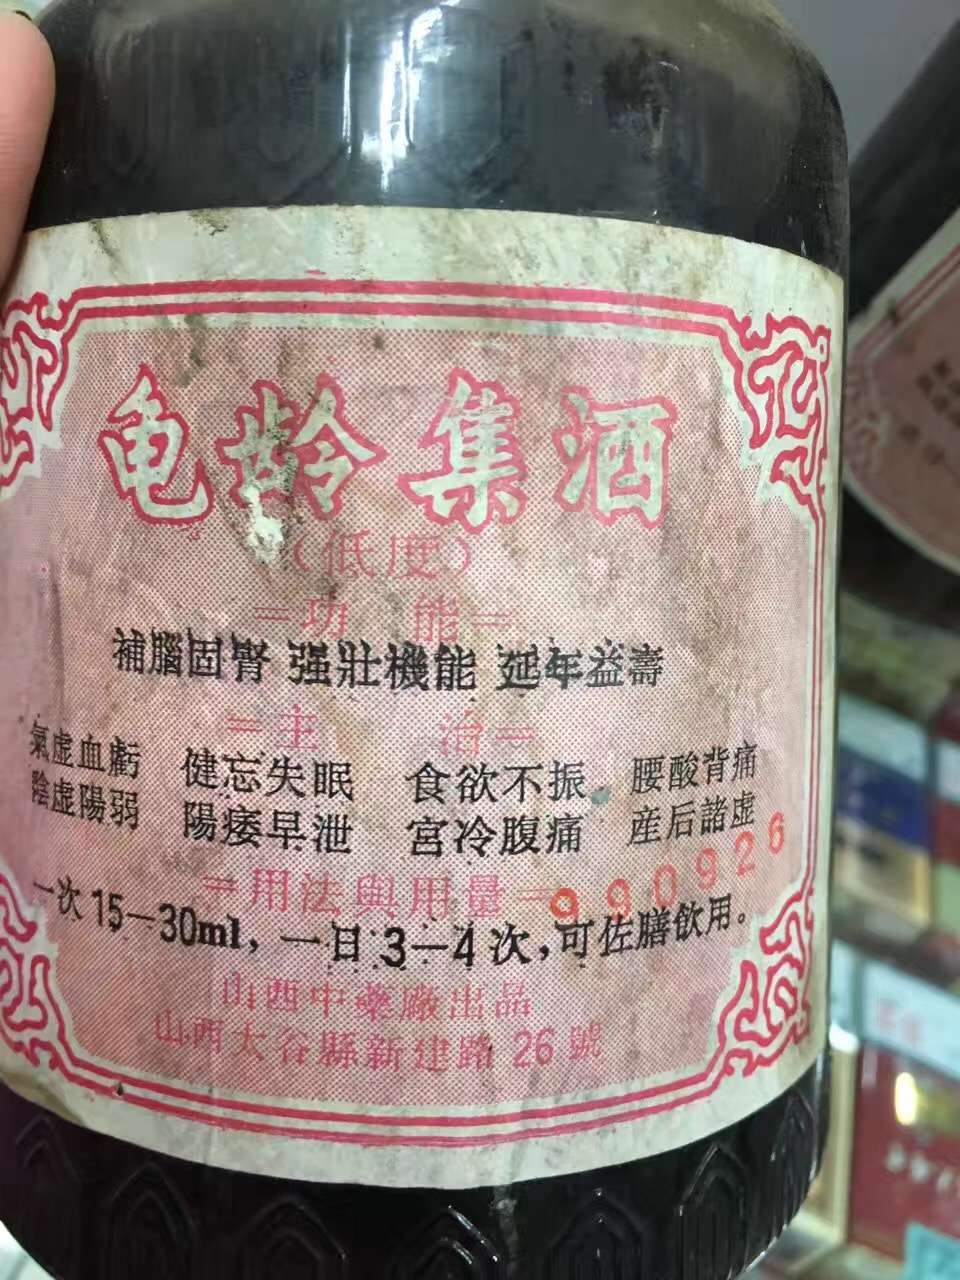 龟龄集酒
（低度）
=功 能=
補腦固腎 强壯機能 延年益壽
=主 治=
氣虚血虧 健忘失眠 食欲不振 腰酸背痛
陰虚陽弱 陽痿早泄 宫冷腹痛 産后諸虚
=用法與用量=
990926
一次15—30ml，一日3—4次，可佐膳飲用。
山西中藥廠出品
山西太谷縣新建路26號